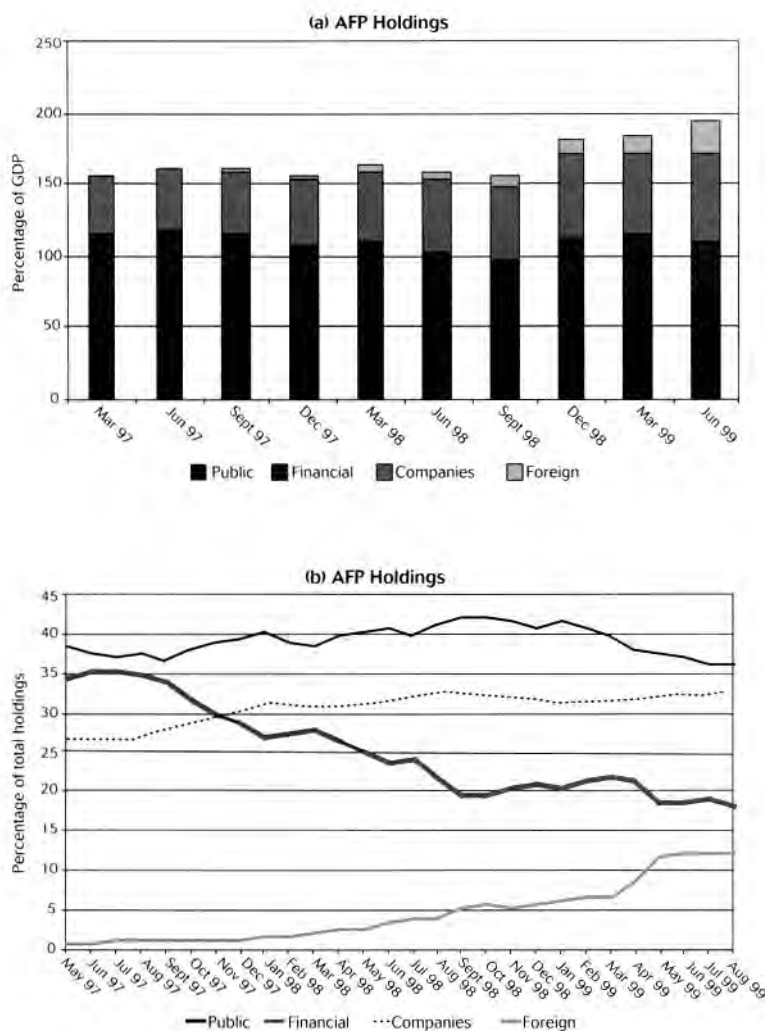 (a) AFP Holdings
Percentage of GDP
250
200
150
100
50
0
Mar 97 Jun 97 Sept 97 Dec 97 Mar 98 Jun 98 Sept 98 Dec 98 Mar 99 Jun 99
Public Financial Companies Foreign
(b) AFP Holdings
Percentage of total holdings
45
40
35
30
25
20
15
10
5
0
May 97 Jun 97 Jul 97 Aug 97 Sept 97 Oct 97 Nov 97 Dec 97 Jan 98 Feb 98 Mar 98 Apr 98 May 98 Jun 98 Jul 98 Aug 98 Sept 98 Oct 98 Nov 98 Dec 98 Jan 99 Feb 99 Mar 99 Apr 99 May 99 Jun 99 Jul 99 Aug 99
Public Financial Companies Foreign